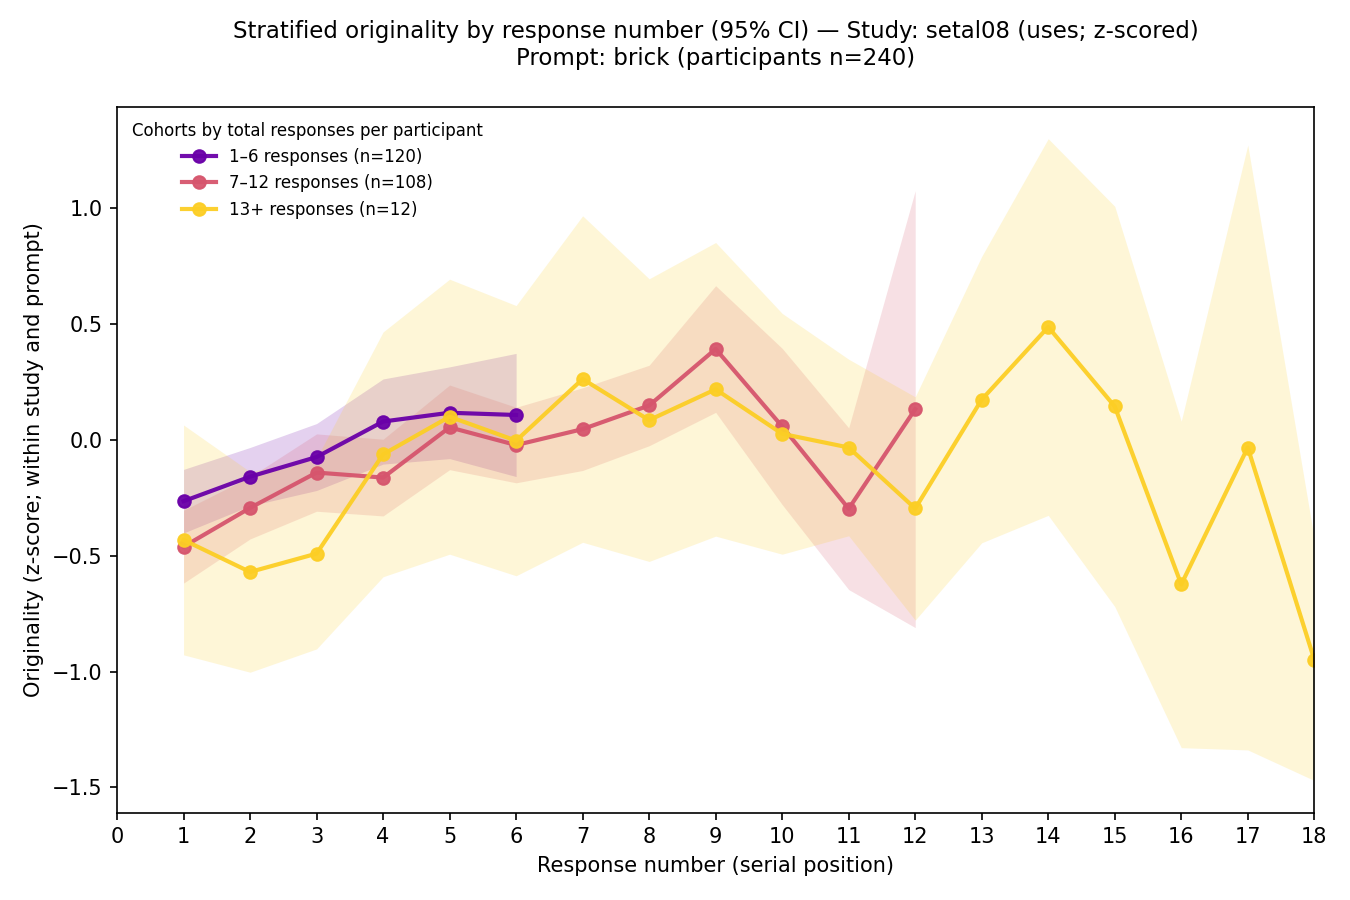 Stratified originality by response number (95% CI) — Study: setal08 (uses; z-scored)
Prompt: brick (participants n=240)
Cohorts by total responses per participant
1–6 responses (n=120)
7–12 responses (n=108)
13+ responses (n=12)
Originality (z-score; within study and prompt)
1.0
0.5
0.0
−0.5
−1.0
−1.5
0 1 2 3 4 5 6 7 8 9 10 11 12 13 14 15 16 17 18
Response number (serial position)